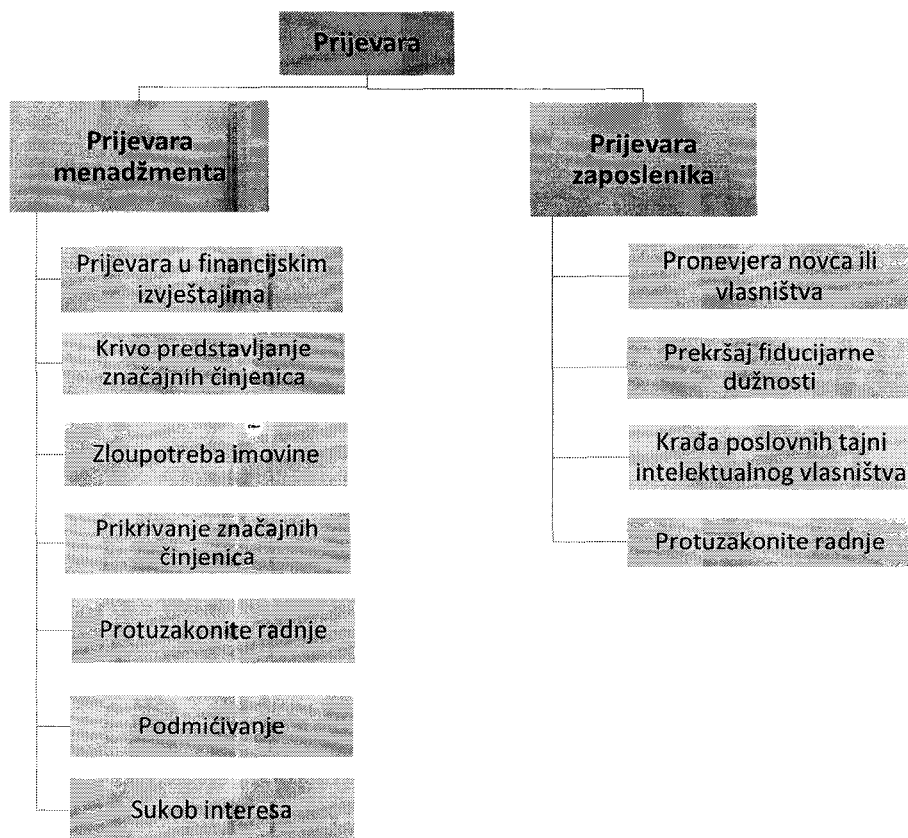 Prijevara
Prijevara
menadžmenta
Prijevara u financijskim
izvještajima
Krivo predstavljanje
značajnih činjenica
Zloupotreba imovine
Prikrivanje značajnih
činjenica
Protuzakonite radnje
Podmićivanje
Sukob interesa
Prijevara
zaposlenika
Pronevjera novca ili
vlasništva
Prekršaj fiducijarne
dužnosti
Krađa poslovnih tajni
intelektualnog vlasništva
Protuzakonite radnje